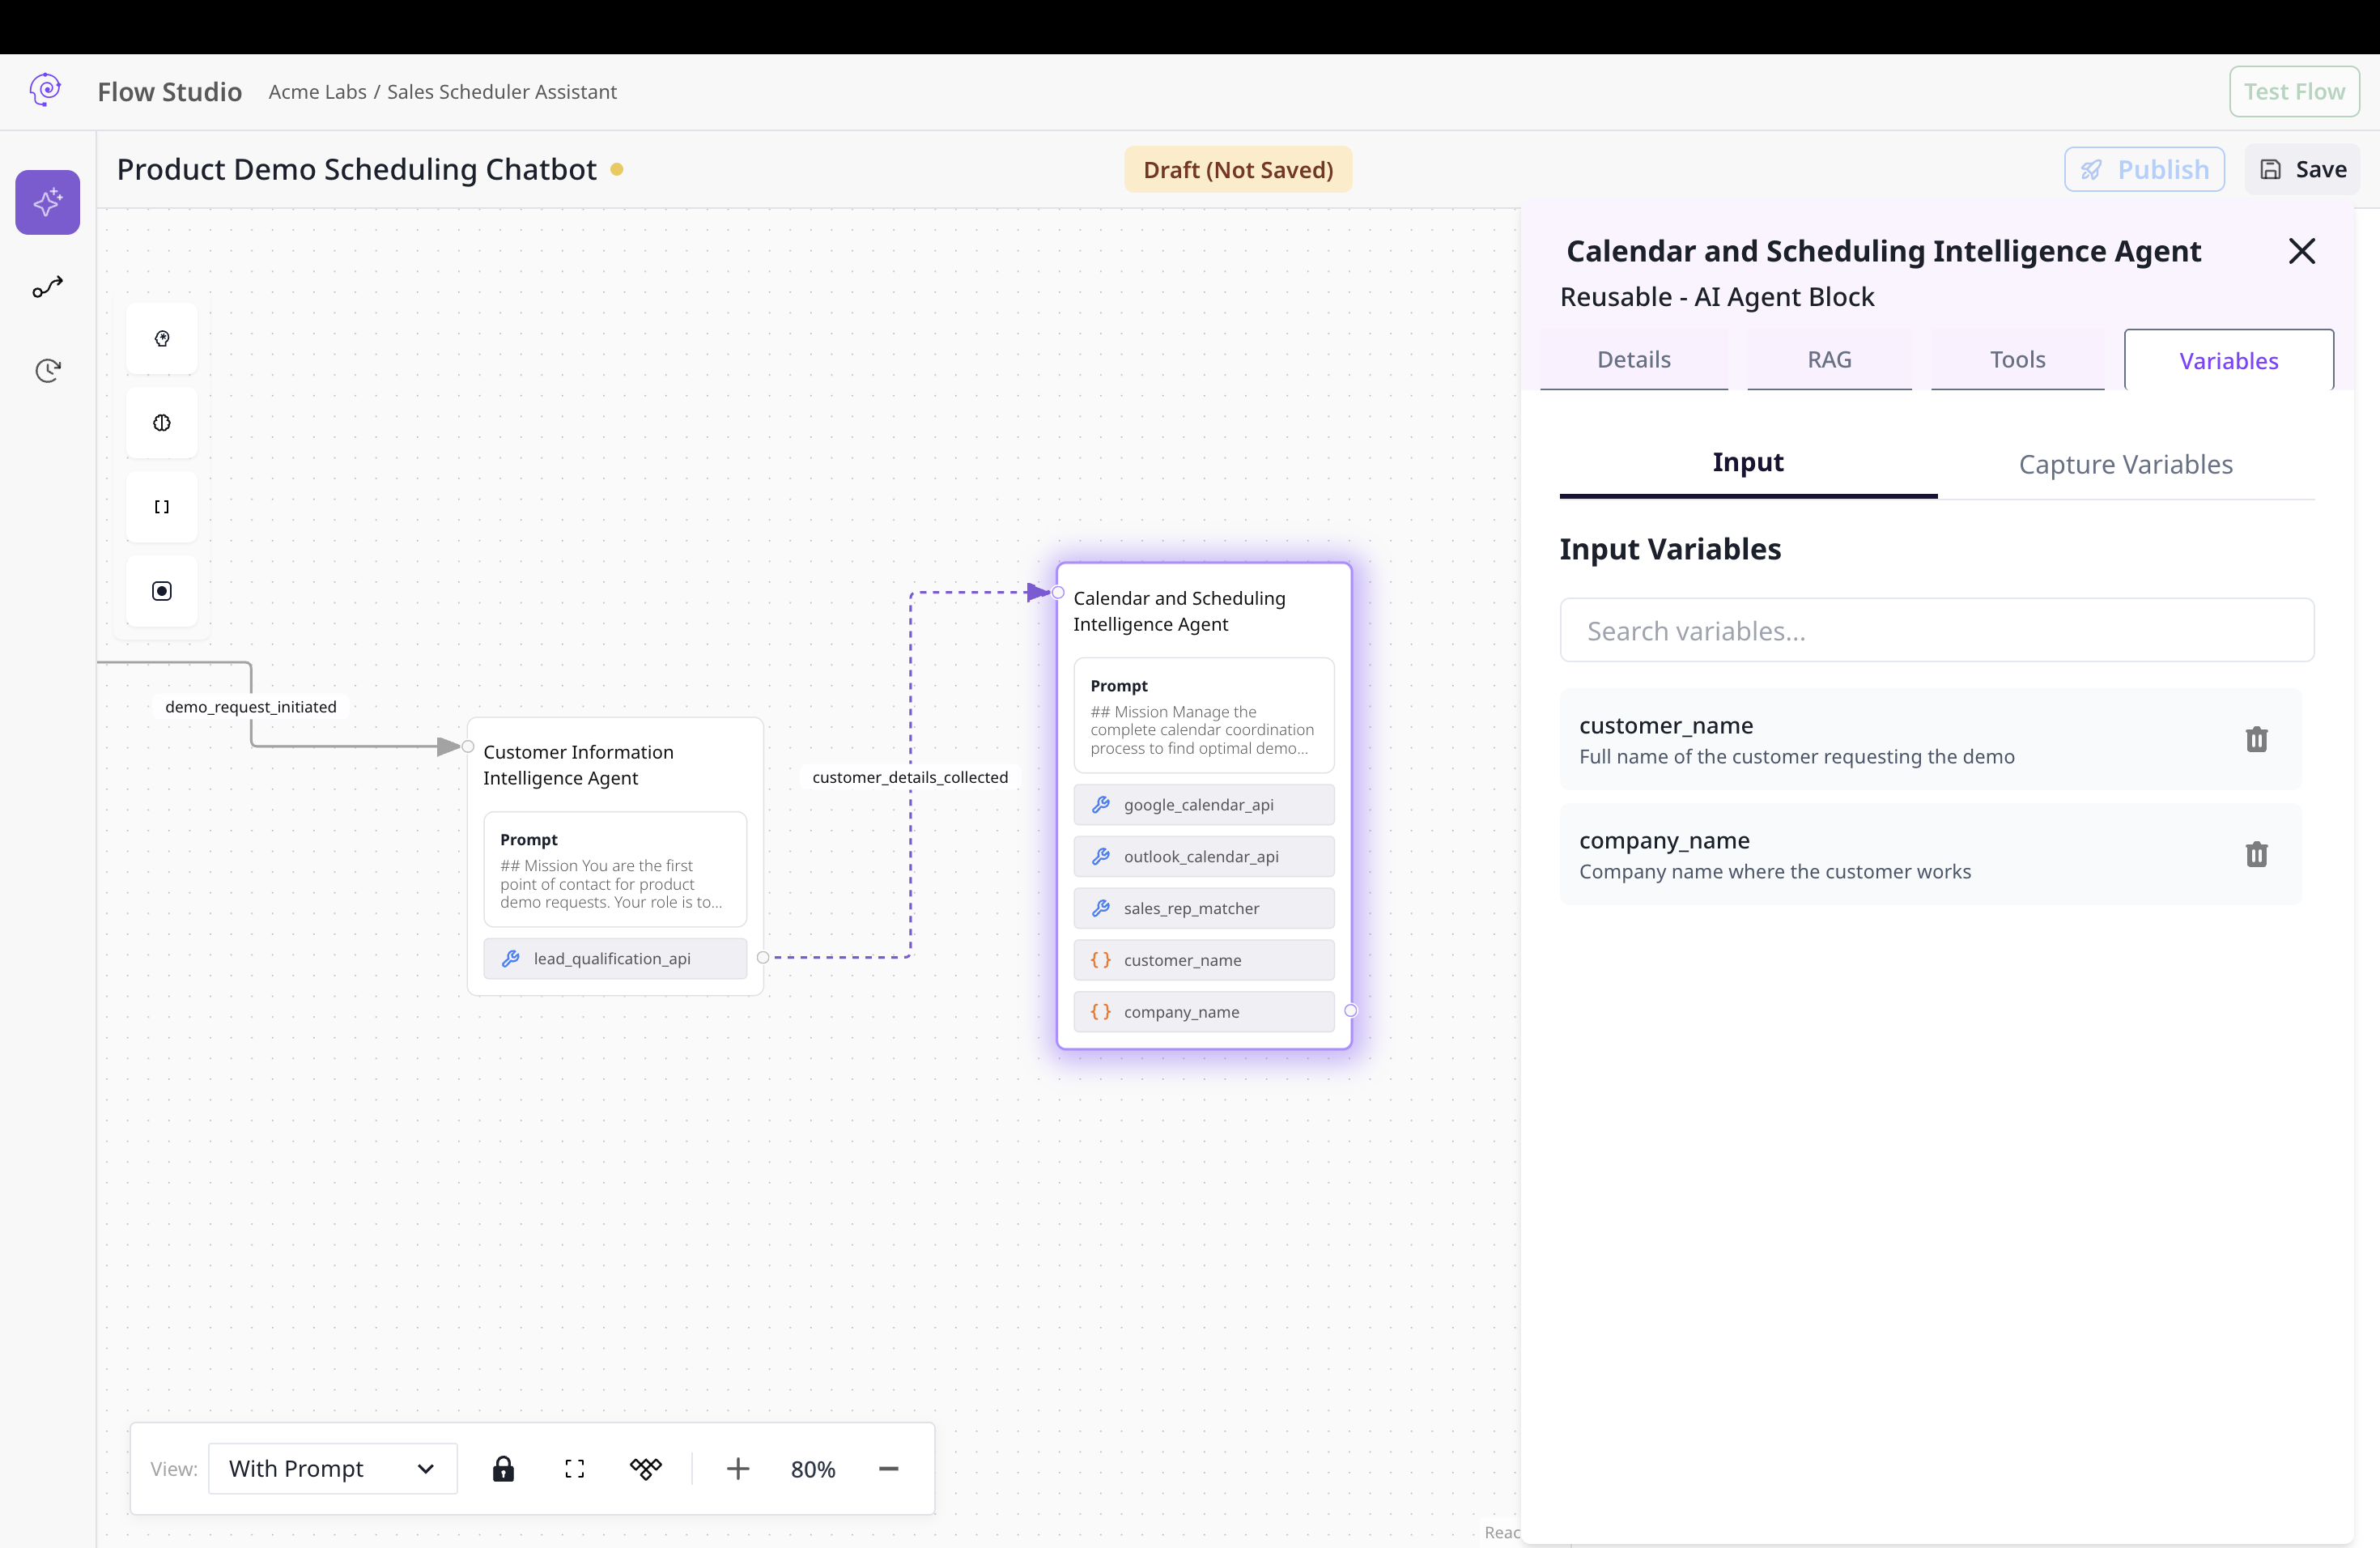 Flow Studio
Acme Labs / Sales Scheduler Assistant
Test Flow
Product Demo Scheduling Chatbot
Draft (Not Saved)
Publish
Save
demo_request_initiated
Customer Information
Intelligence Agent
Prompt
## Mission You are the first
point of contact for product
demo requests. Your role is to...
lead_qualification_api
customer_details_collected
Calendar and Scheduling
Intelligence Agent
Prompt
## Mission Manage the
complete calendar coordination
process to find optimal demo...
google_calendar_api
outlook_calendar_api
sales_rep_matcher
{} customer_name
{} company_name
View:
With Prompt
80%
Reac
Calendar and Scheduling Intelligence Agent
Reusable - AI Agent Block
Details
RAG
Tools
Variables
Input
Capture Variables
Input Variables
Search variables...
customer_name
Full name of the customer requesting the demo
company_name
Company name where the customer works